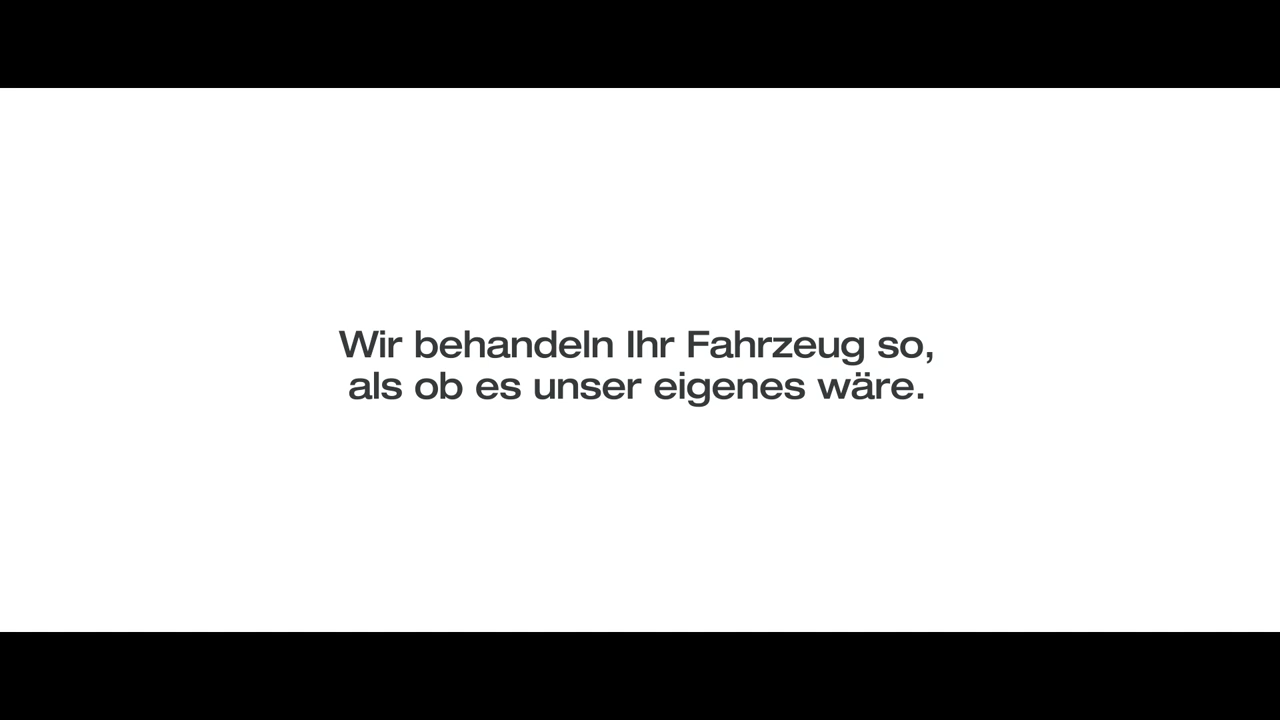 Wir behandeln Ihr Fahrzeug so,
als ob es unser eigenes wäre.